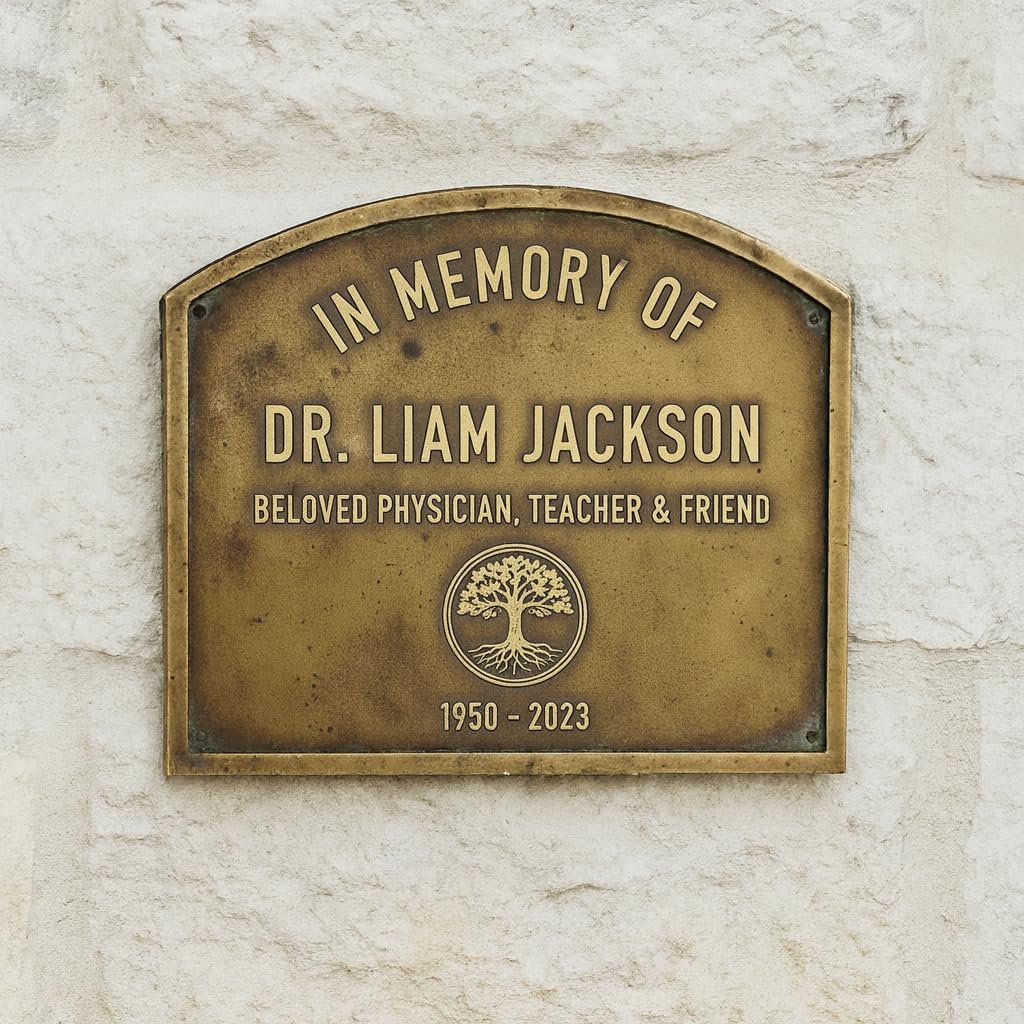 IN MEMORY OF
DR. LIAM JACKSON
BELOVED PHYSICIAN, TEACHER & FRIEND
1950 – 2023